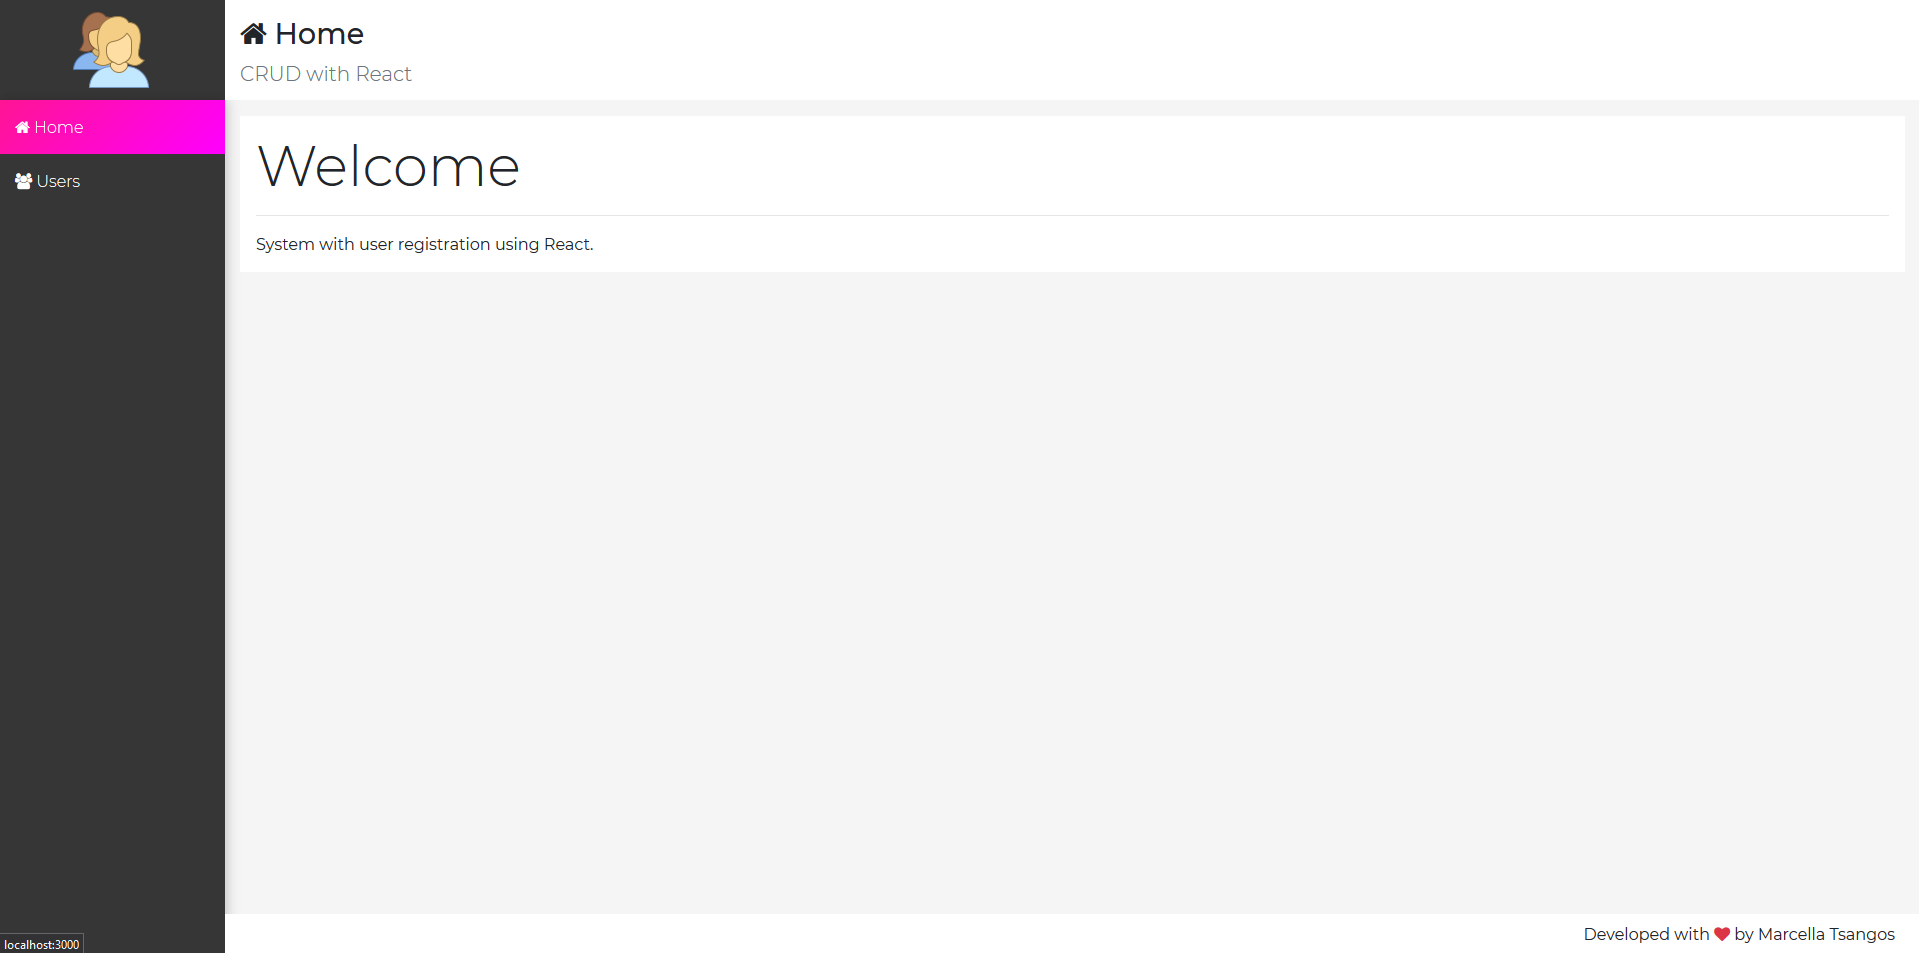 Home
CRUD with React
Home
Users
Welcome
System with user registration using React.
Developed with by Marcella Tsangos
localhost:3000